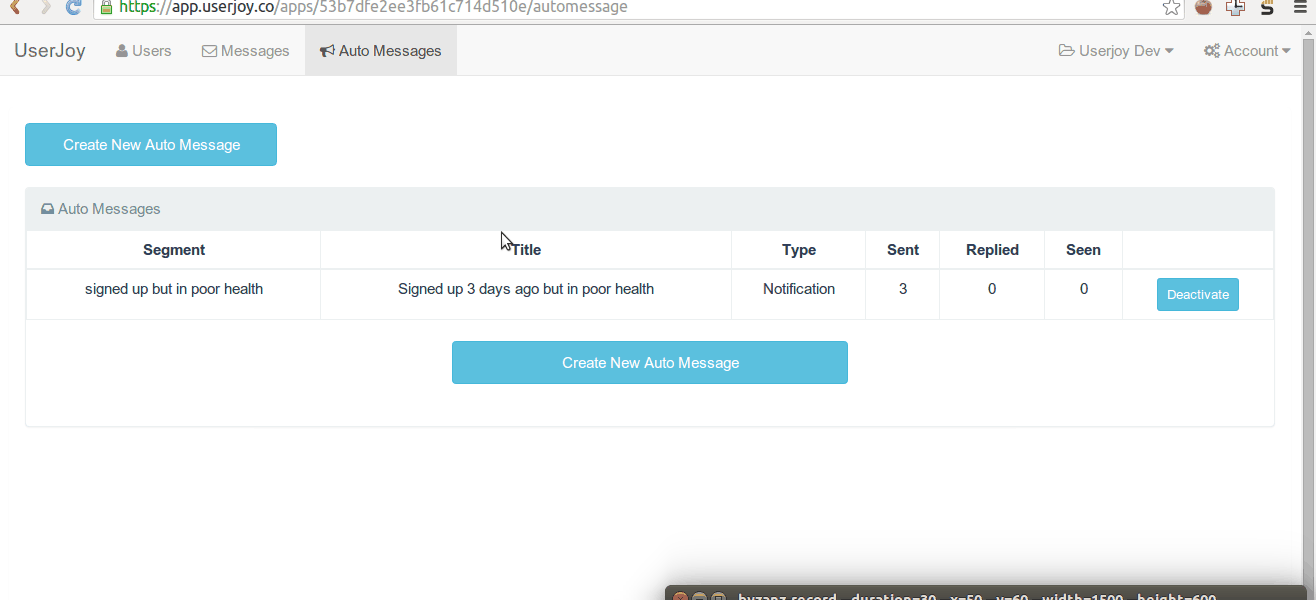 https://app.userjoy.co/apps/53b7dfe2ee3fb61c714d510e/automessage
UserJoy Users Messages Auto Messages Userjoy Dev Account
Create New Auto Message
Auto Messages
Segment Title Type Sent Replied Seen
signed up but in poor health Signed up 3 days ago but in poor health Notification 3 0 0 Deactivate
Create New Auto Message
byzanz-record --duration=30 --x=50 --y=60 --width=1500 --height=600